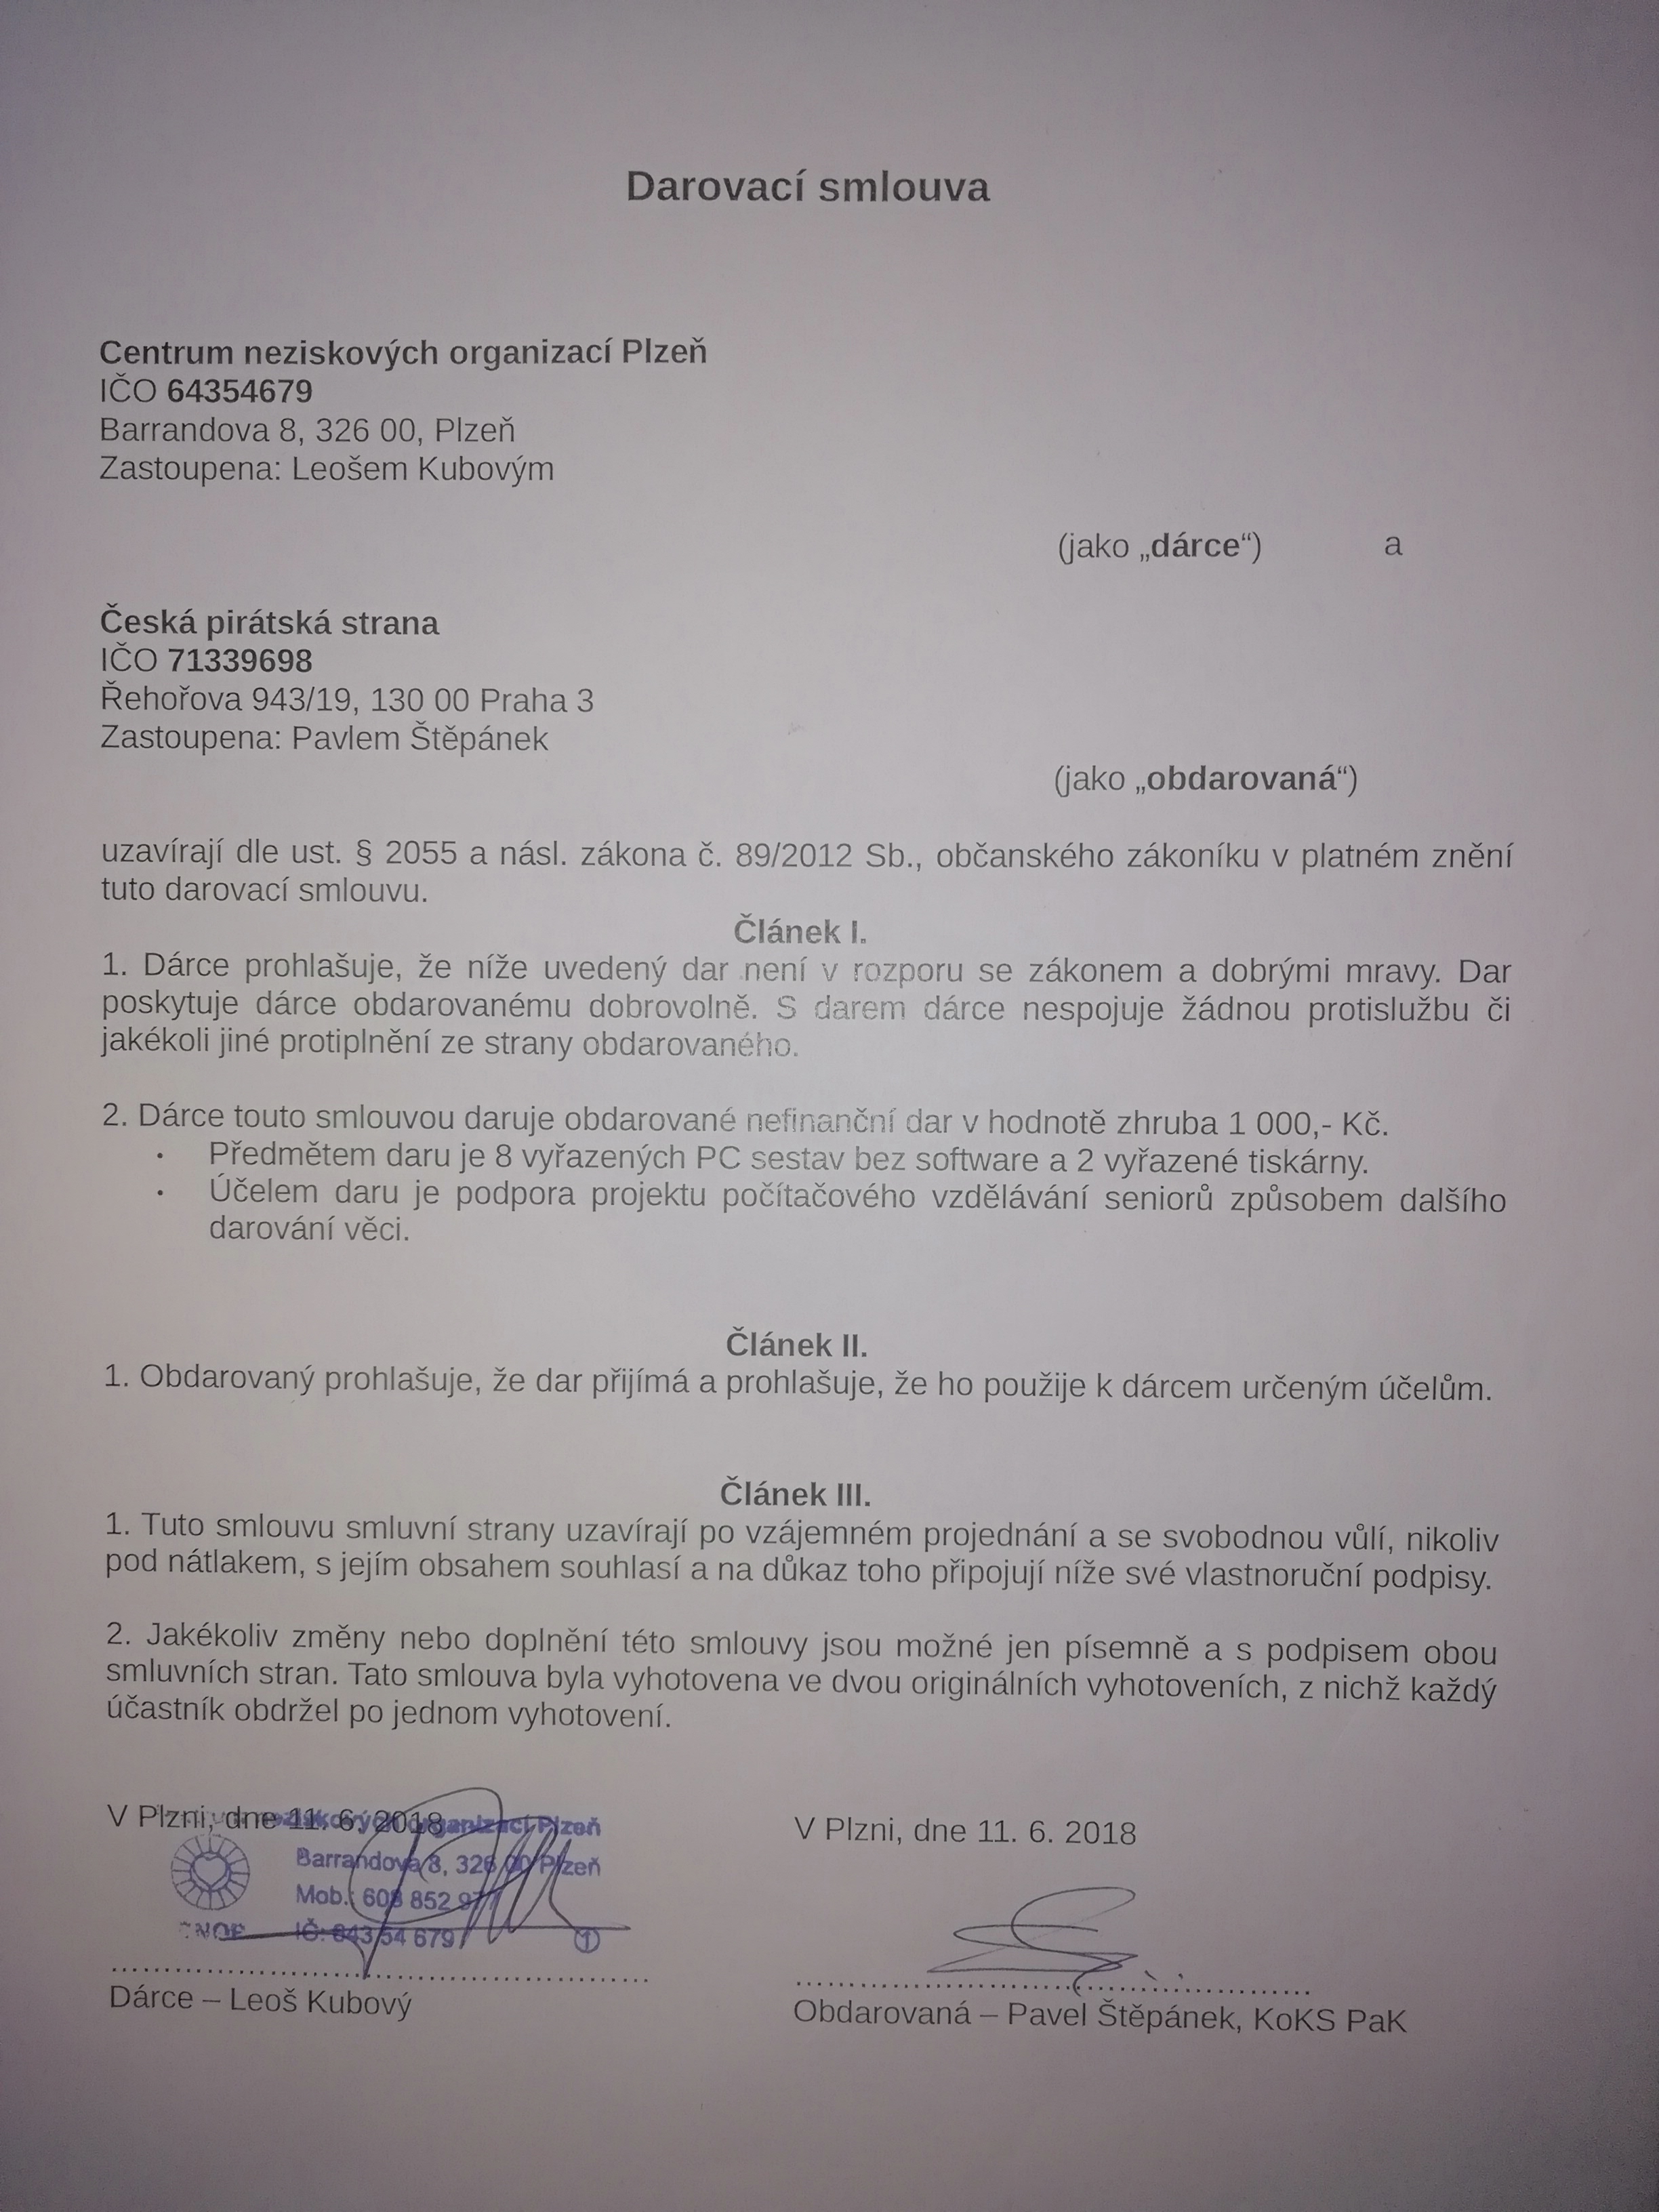 Darovací smlouva
Centrum neziskových organizací Plzeň
IČO 64354679
Barrandova 8, 326 00, Plzeň
Zastoupena: Leošem Kubovým
(jako „dárce“) a
Česká pirátská strana
IČO 71339698
Řehořova 943/19, 130 00 Praha 3
Zastoupena: Pavlem Štěpánek
(jako „obdarovaná“)
uzavírají dle ust. § 2055 a násl. zákona č. 89/2012 Sb., občanského zákoníku v platném znění
tuto darovací smlouvu.
Článek I.
1. Dárce prohlašuje, že níže uvedený dar není v rozporu se zákonem a dobrými mravy. Dar
poskytuje dárce obdarovanému dobrovolně. S darem dárce nespojuje žádnou protislužbu či
jakékoli jiné protiplnění ze strany obdarovaného.
2. Dárce touto smlouvou daruje obdarované nefinanční dar v hodnotě zhruba 1 000,- Kč.
• Předmětem daru je 8 vyřazených PC sestav bez software a 2 vyřazené tiskárny.
• Účelem daru je podpora projektu počítačového vzdělávání seniorů způsobem dalšího
darování věci.
Článek II.
1. Obdarovaný prohlašuje, že dar přijímá a prohlašuje, že ho použije k dárcem určeným účelům.
Článek III.
1. Tuto smlouvu smluvní strany uzavírají po vzájemném projednání a se svobodnou vůlí, nikoliv
pod nátlakem, s jejím obsahem souhlasí a na důkaz toho připojují níže své vlastnoruční podpisy.
2. Jakékoliv změny nebo doplnění této smlouvy jsou možné jen písemně a s podpisem obou
smluvních stran. Tato smlouva byla vyhotovena ve dvou originálních vyhotoveních, z nichž každý
účastník obdržel po jednom vyhotovení.
V Plzni, dne 11. 6. 2018
neziskových organizací Plzeň
Barrandova 8, 326 00 Plzeň
Mob.: 608 852 977
IČ: 643 54 679
1
V Plzni, dne 11. 6. 2018
Dárce – Leoš Kubový
Obdarovaná – Pavel Štěpánek, KoKS PaK